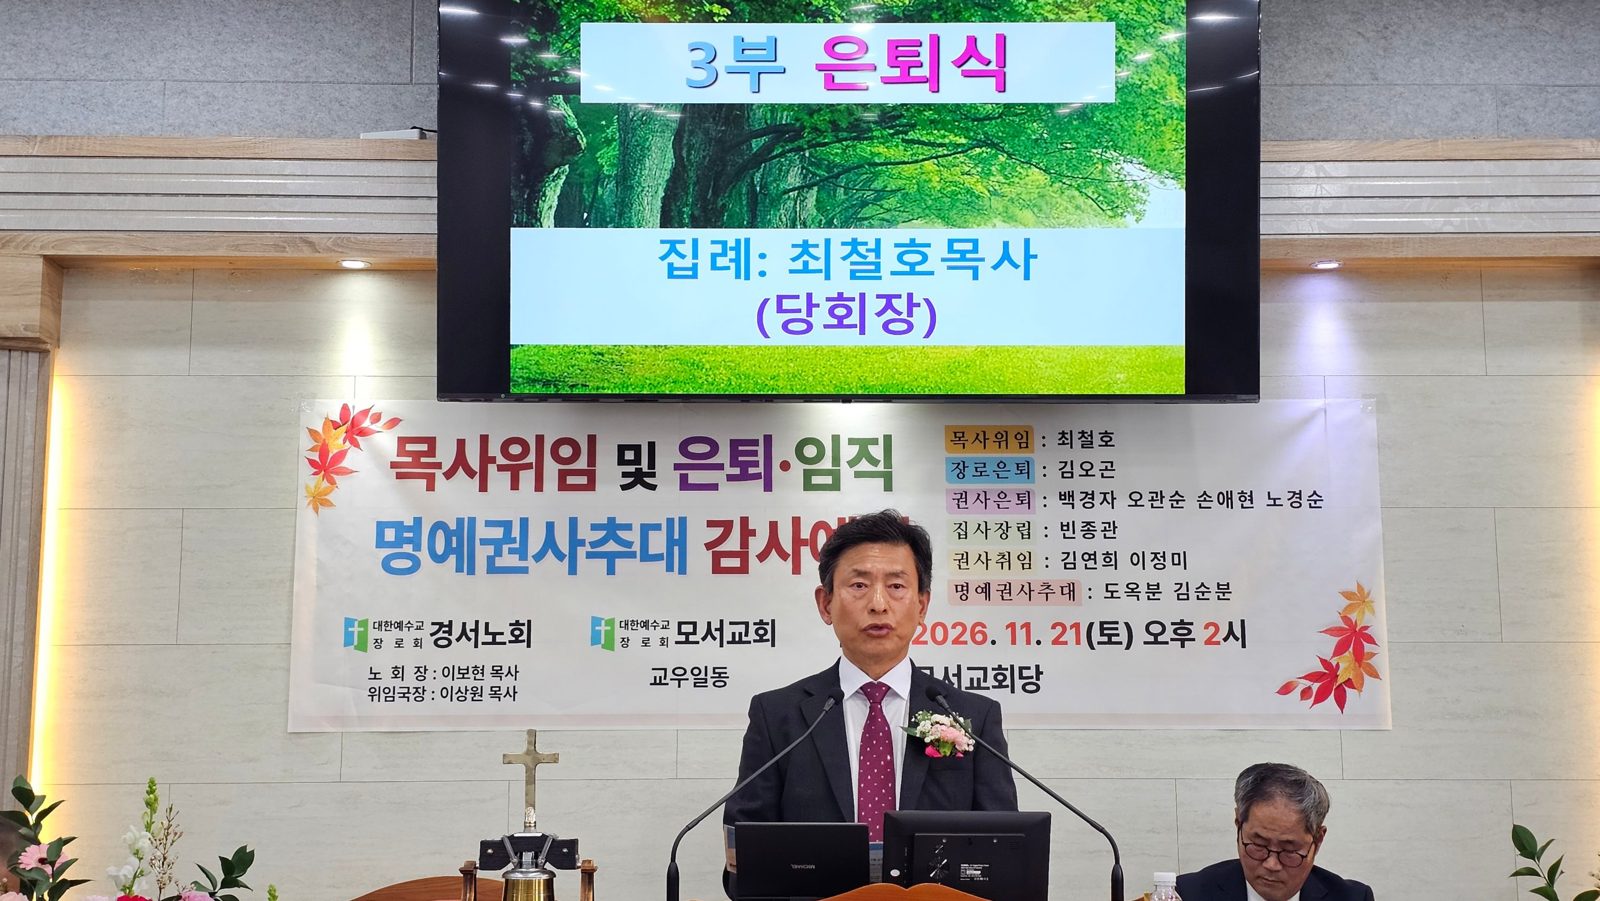 3부 은퇴식
집례: 최철호목사
(당회장)
목사위임 및 은퇴·임직
명예권사추대 감사예
목사위임 : 최철호
장로은퇴 : 김오곤
권사은퇴 : 백경자 오관순 손애현 노경순
집사장립 : 빈종관
권사취임 : 김연희 이정미
명예권사추대 : 도옥분 김순분
대한예수교
장로회 경서노회
노회장 : 이보현 목사
위임국장 : 이상원 목사
대한예수교
장로회 모서교회
교우일동
2026. 11. 21(토) 오후 2시
모서교회당
MICHAEL